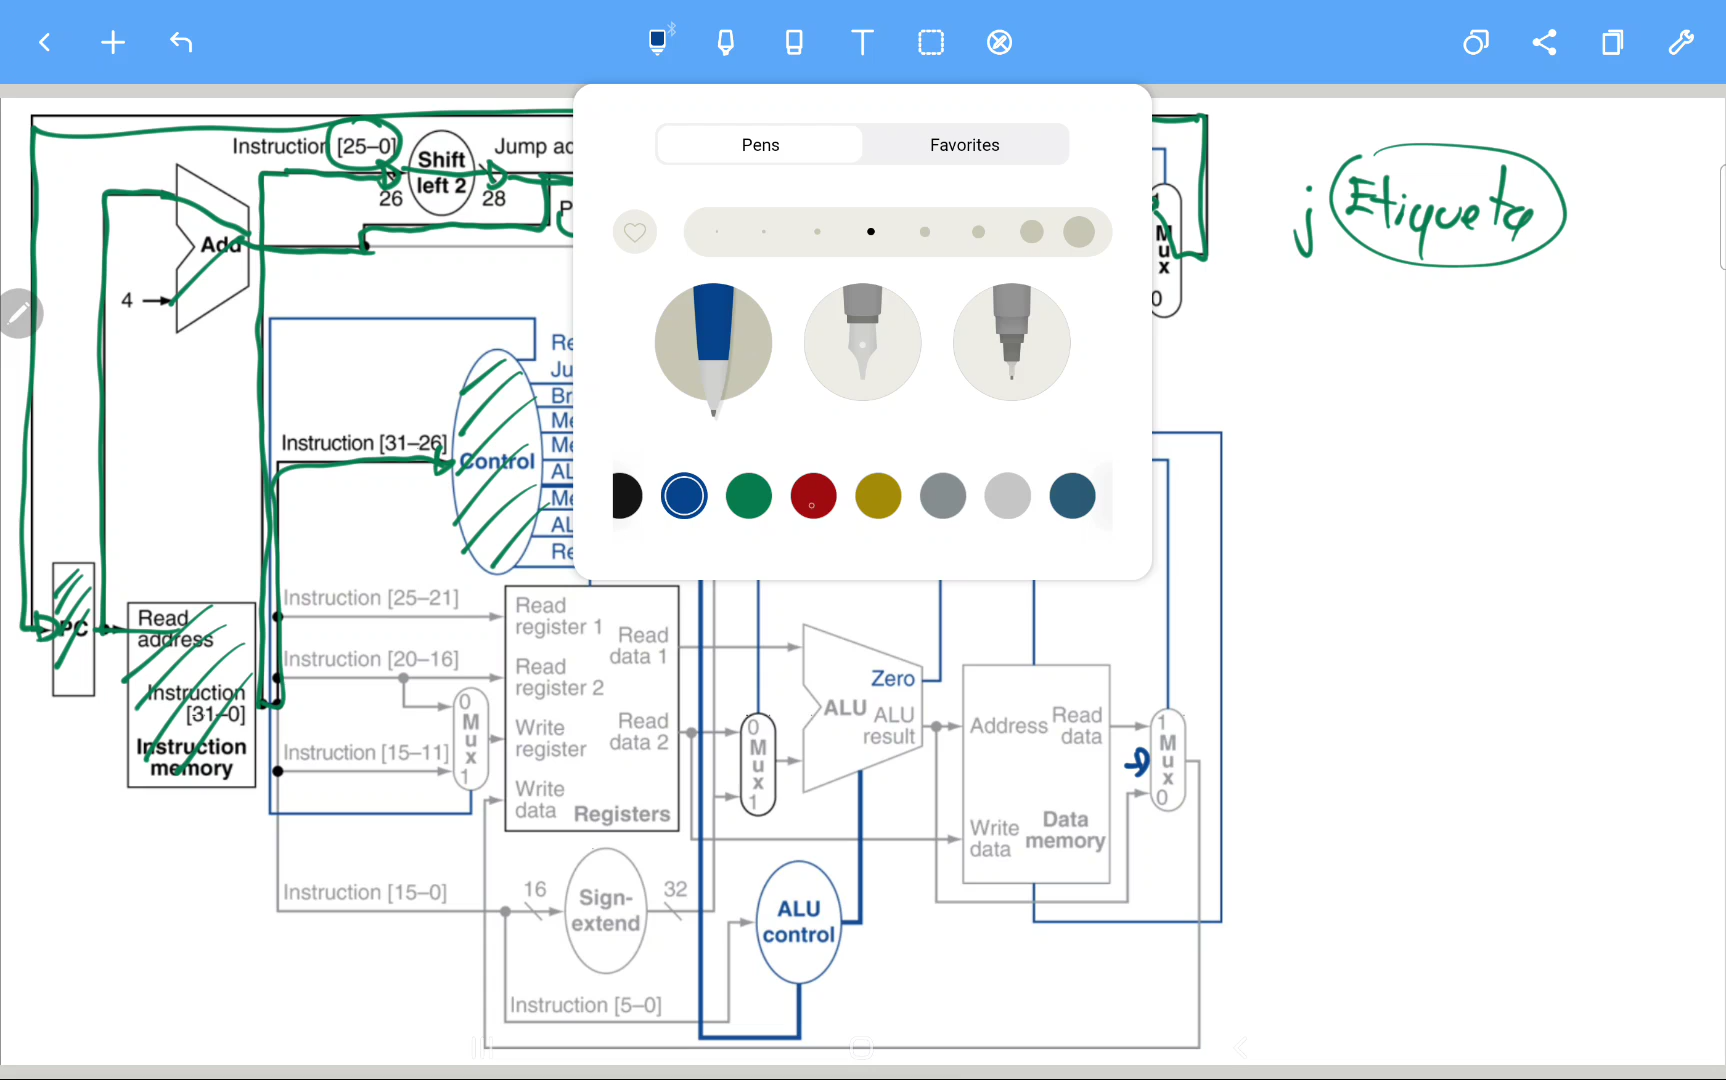 Pens
Favorites
Instruction [25–0]
Shift
left 2
Jump ad
26
28
P
Add
4
j Etiqueta
1
M
u
x
0
Re
Ju
Br
Me
Me
AL
Me
AL
Re
Instruction [31–26]
Control
PC
Read
address
Instruction
[31–0]
Instruction
memory
Instruction [25–21]
Instruction [20–16]
Instruction [15–11]
0
M
u
x
1
Read
register 1
Read
register 2
Write
register
Write
data
Read
data 1
Read
data 2
Registers
0
M
u
x
1
Zero
ALU
ALU
result
Address
Read
data
Write
data
Data
memory
1
M
u
x
0
Instruction [15–0]
16
Sign-
extend
32
ALU
control
Instruction [5–0]